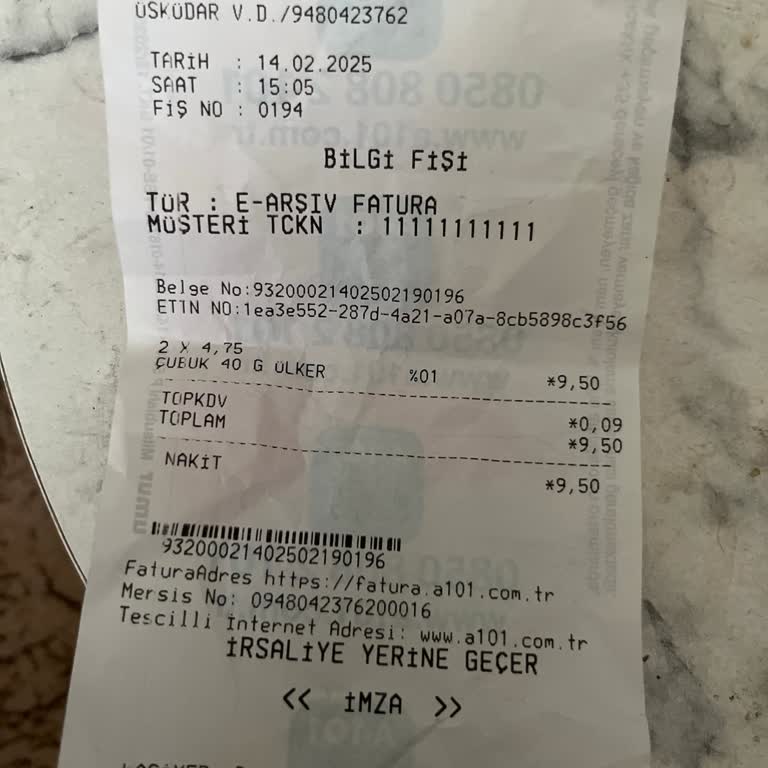 ÜSKÜDAR V.D./9480423762
TARİH : 14.02.2025
SAAT : 15:05
FİŞ NO : 0194
BİLGİ FİŞİ
TÜR : E-ARŞIV FATURA
MÜŞTERİ TCKN : 11111111111
Belge No:93200021402502190196
ETTN NO:1ea3e552-287d-4a21-a07a-8cb5898c3f56
2 X 4,75
ÇUBUK 40 G ÜLKER %01 *9,50
TOPKDV *0,09
TOPLAM *9,50
NAKİT *9,50
93200021402502190196
FaturaAdres https://fatura.a101.com.tr
Mersis No: 0948042376200016
Tescilli İnternet Adresi: www.a101.com.tr
İRSALİYE YERİNE GEÇER
<< İMZA >>